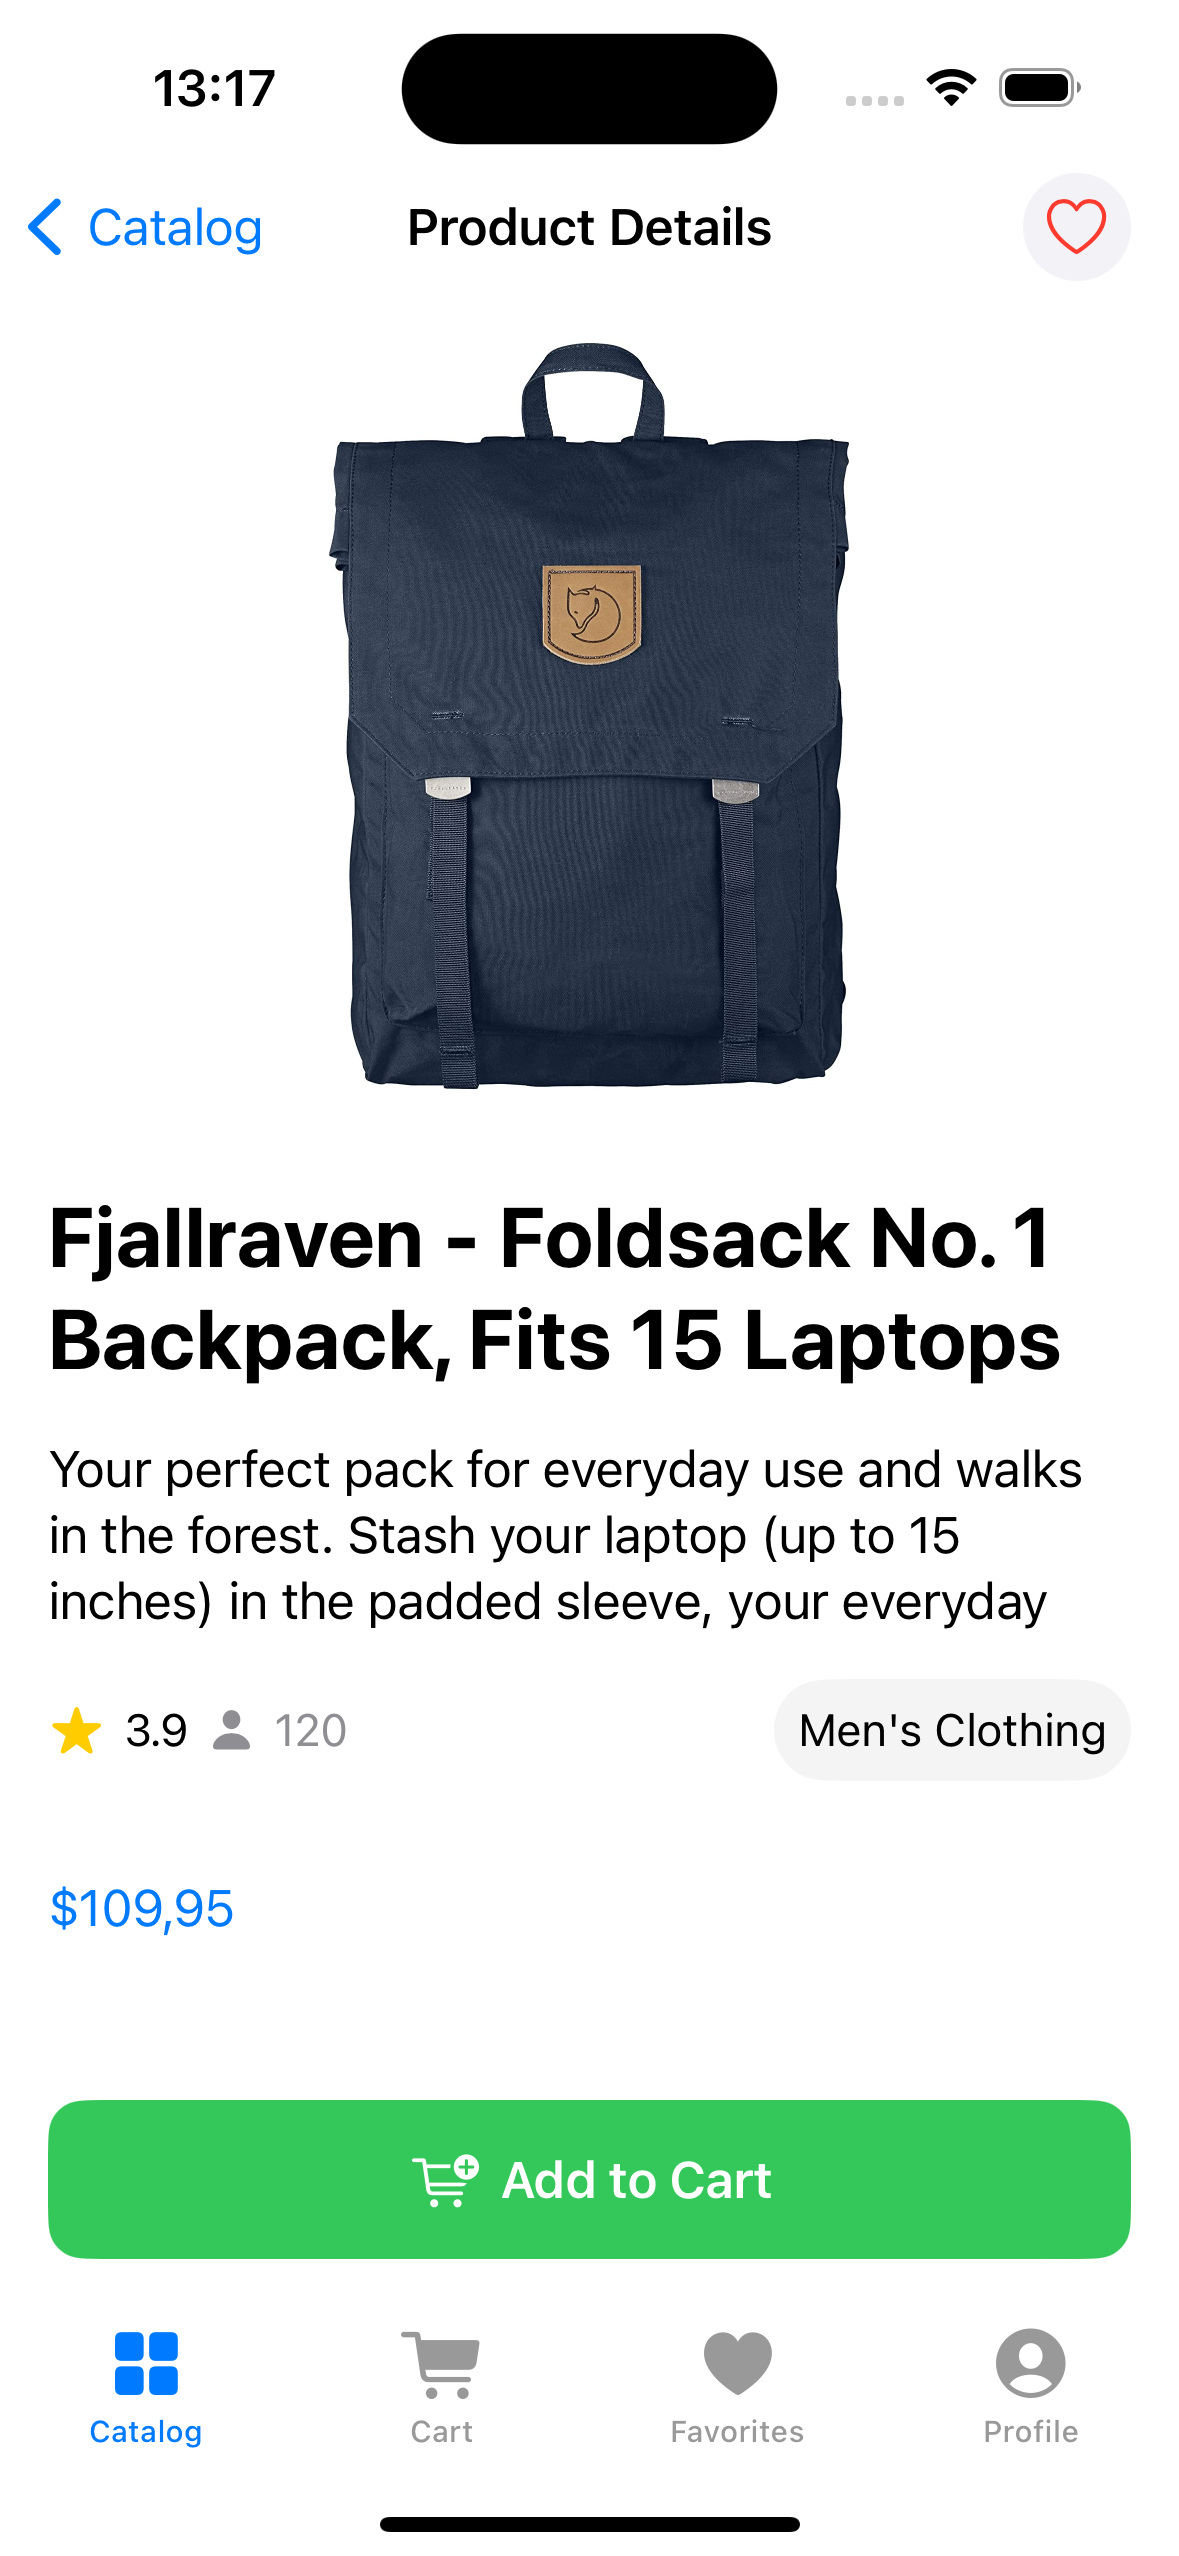 13:17
Catalog
Product Details
Fjallraven - Foldsack No. 1
Backpack, Fits 15 Laptops
Your perfect pack for everyday use and walks
in the forest. Stash your laptop (up to 15
inches) in the padded sleeve, your everyday
3.9 120
Men's Clothing
$109,95
Add to Cart
Catalog
Cart
Favorites
Profile